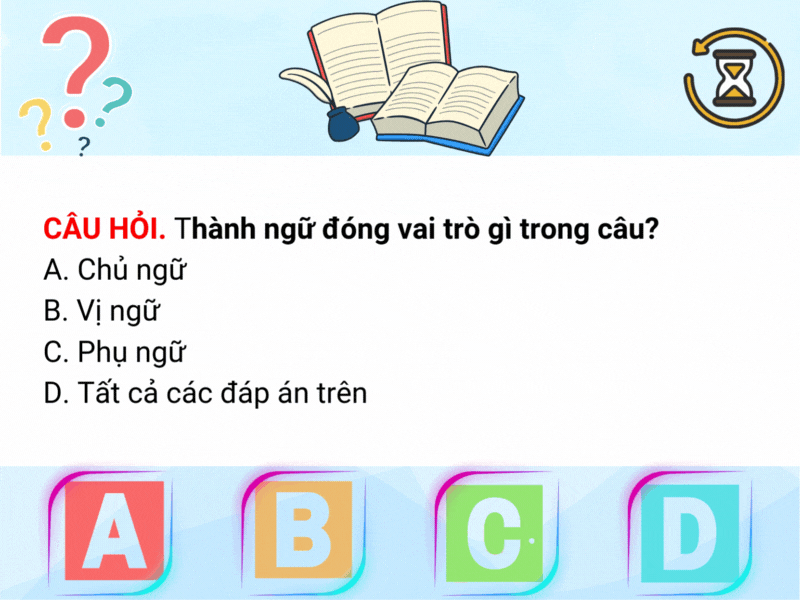 CÂU HỎI. Thành ngữ đóng vai trò gì trong câu?
A. Chủ ngữ
B. Vị ngữ
C. Phụ ngữ
D. Tất cả các đáp án trên
A B C D